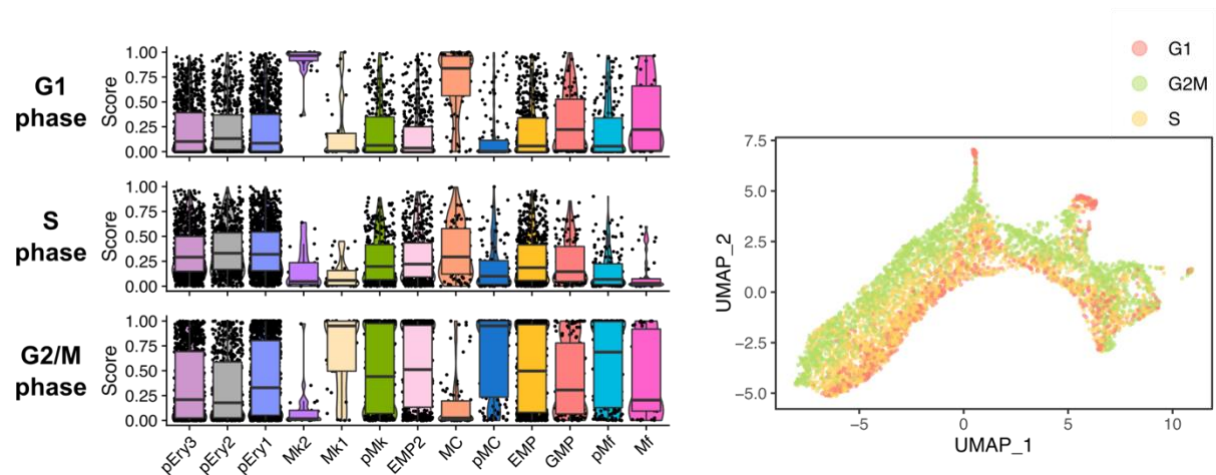 G1
phase
Score
1.00
0.75
0.50
0.25
0.00
S
phase
Score
1.00
0.75
0.50
0.25
0.00
G2/M
phase
Score
1.00
0.75
0.50
0.25
0.00
pEry3
pEry2
pEry1
Mk2
Mk1
pMk
EMP2
MC
pMC
EMP
GMP
pMf
Mf
G1
G2M
S
UMAP_2
7.5
5.0
2.5
0.0
−2.5
−5.0
−5
0
5
10
UMAP_1